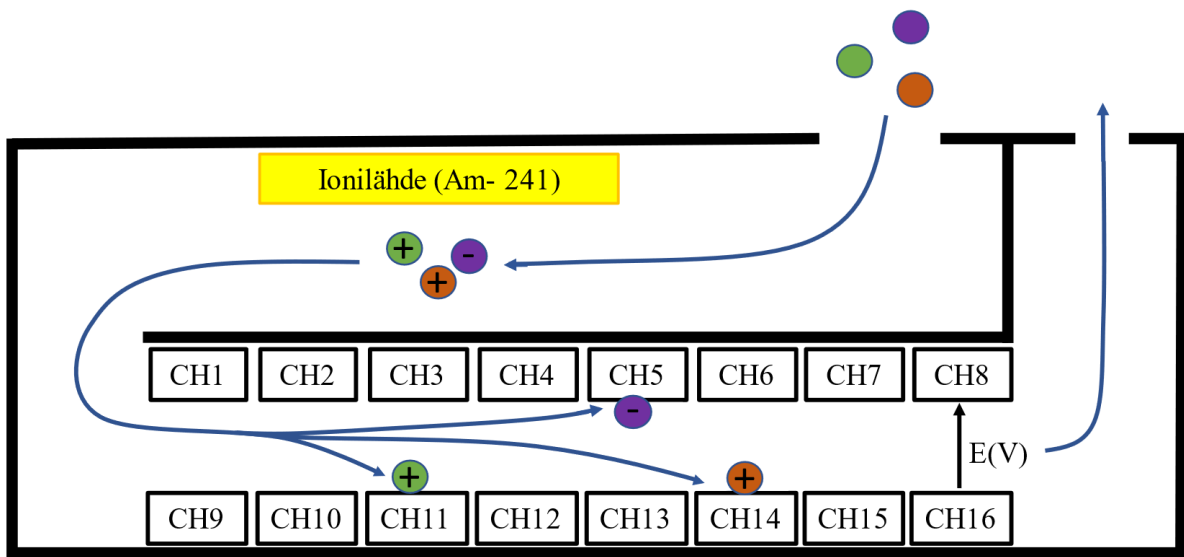 Ionilähde (Am- 241)
+
-
+
CH1 CH2 CH3 CH4 CH5 CH6 CH7 CH8
-
E(V)
+ +
CH9 CH10 CH11 CH12 CH13 CH14 CH15 CH16